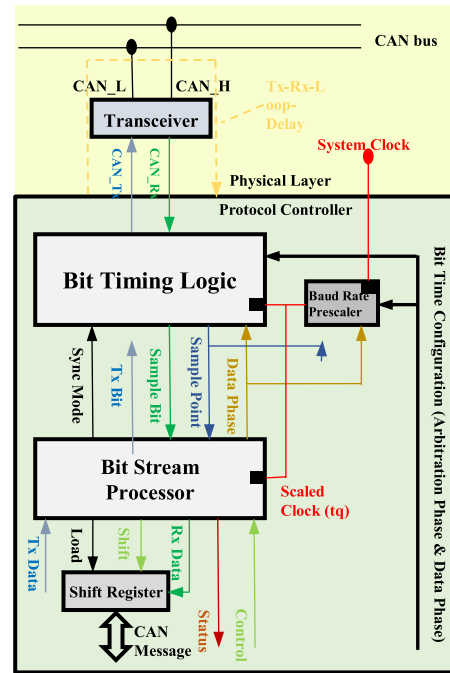 CAN bus
CAN_L
CAN_H
Tx-Rx-L
oop-
Delay
Transceiver
System Clock
CAN_Tx
CAN_Rx
Physical Layer
Protocol Controller
Bit Timing Logic
Baud Rate
Prescaler
Bit Time Configuration (Arbitration Phase & Data Phase)
Sync Mode
Tx Bit
Sample Bit
Sample Point
Data Phase
Bit Stream
Processor
Scaled
Clock (tq)
Tx Data
Load
Shift
Rx Data
Status
Control
Shift Register
CAN
Message